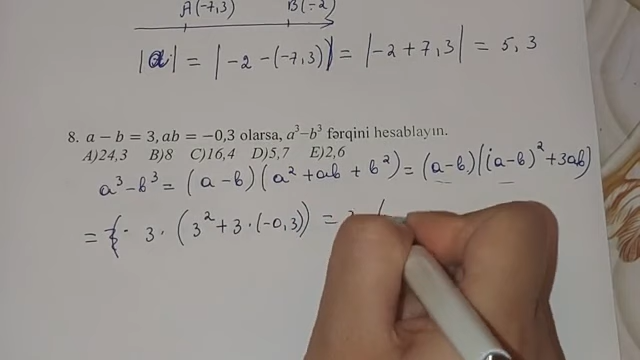 A(-7,3) B(-2)
|a| = |-2-(-7,3)| = |-2+7,3| = 5,3
8. a − b = 3, ab = −0,3 olarsa, a³−b³ fərqini hesablayın.
A)24,3 B)8 C)16,4 D)5,7 E)2,6
a³-b³ = (a-b)(a²+ab+b²) = (a-b)((a-b)²+3ab)
= 3·(3²+3·(-0,3)) = 3·(